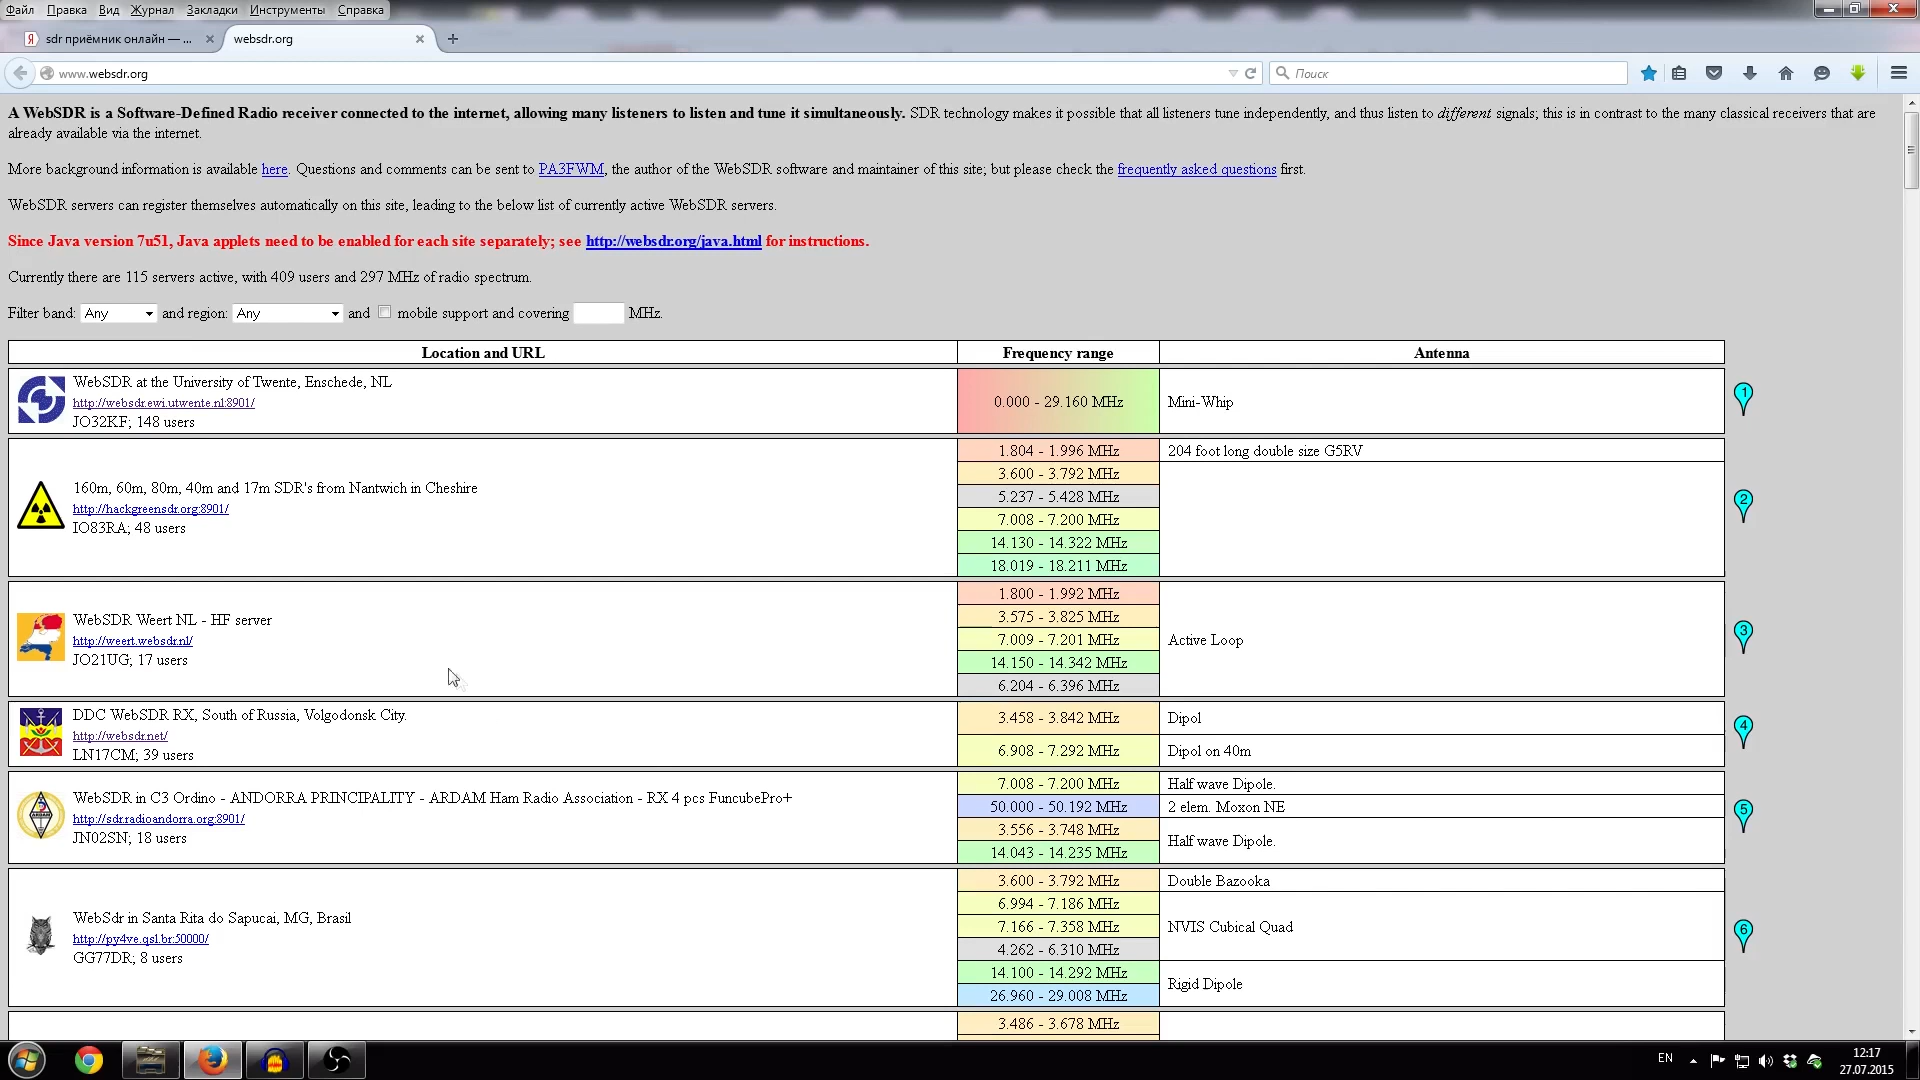 Файл Правка Вид Журнал Закладки Инструменты Справка
sdr приёмник онлайн — ...
websdr.org
www.websdr.org
Поиск
A WebSDR is a Software-Defined Radio receiver connected to the internet, allowing many listeners to listen and tune it simultaneously. SDR technology makes it possible that all listeners tune independently, and thus listen to different signals; this is in contrast to the many classical receivers that are
already available via the internet.
More background information is available here. Questions and comments can be sent to PA3FWM, the author of the WebSDR software and maintainer of this site; but please check the frequently asked questions first.
WebSDR servers can register themselves automatically on this site, leading to the below list of currently active WebSDR servers.
Since Java version 7u51, Java applets need to be enabled for each site separately; see http://websdr.org/java.html for instructions.
Currently there are 115 servers active, with 409 users and 297 MHz of radio spectrum.
Filter band: Any and region: Any and mobile support and covering MHz.
Location and URL Frequency range Antenna
WebSDR at the University of Twente, Enschede, NL
http://websdr.ewi.utwente.nl:8901/
JO32KF; 148 users
0.000 - 29.160 MHz
Mini-Whip
1
160m, 60m, 80m, 40m and 17m SDR's from Nantwich in Cheshire
http://hackgreensdr.org:8901/
IO83RA; 48 users
1.804 - 1.996 MHz
3.600 - 3.792 MHz
5.237 - 5.428 MHz
7.008 - 7.200 MHz
14.130 - 14.322 MHz
18.019 - 18.211 MHz
204 foot long double size G5RV
2
WebSDR Weert NL - HF server
http://weert.websdr.nl/
JO21UG; 17 users
1.800 - 1.992 MHz
3.575 - 3.825 MHz
7.009 - 7.201 MHz
14.150 - 14.342 MHz
6.204 - 6.396 MHz
Active Loop
3
DDC WebSDR RX, South of Russia, Volgodonsk City.
http://websdr.net/
LN17CM; 39 users
3.458 - 3.842 MHz
6.908 - 7.292 MHz
Dipol
Dipol on 40m
4
WebSDR in C3 Ordino - ANDORRA PRINCIPALITY - ARDAM Ham Radio Association - RX 4 pcs FuncubePro+
http://sdr.radioandorra.org:8901/
JN02SN; 18 users
7.008 - 7.200 MHz
50.000 - 50.192 MHz
3.556 - 3.748 MHz
14.043 - 14.235 MHz
Half wave Dipole.
2 elem. Moxon NE
Half wave Dipole.
5
WebSdr in Santa Rita do Sapucai, MG, Brasil
http://py4ve.qsl.br:50000/
GG77DR; 8 users
3.600 - 3.792 MHz
6.994 - 7.186 MHz
7.166 - 7.358 MHz
4.262 - 6.310 MHz
14.100 - 14.292 MHz
26.960 - 29.008 MHz
Double Bazooka
NVIS Cubical Quad
Rigid Dipole
6
3.486 - 3.678 MHz
EN
12:17
27.07.2015